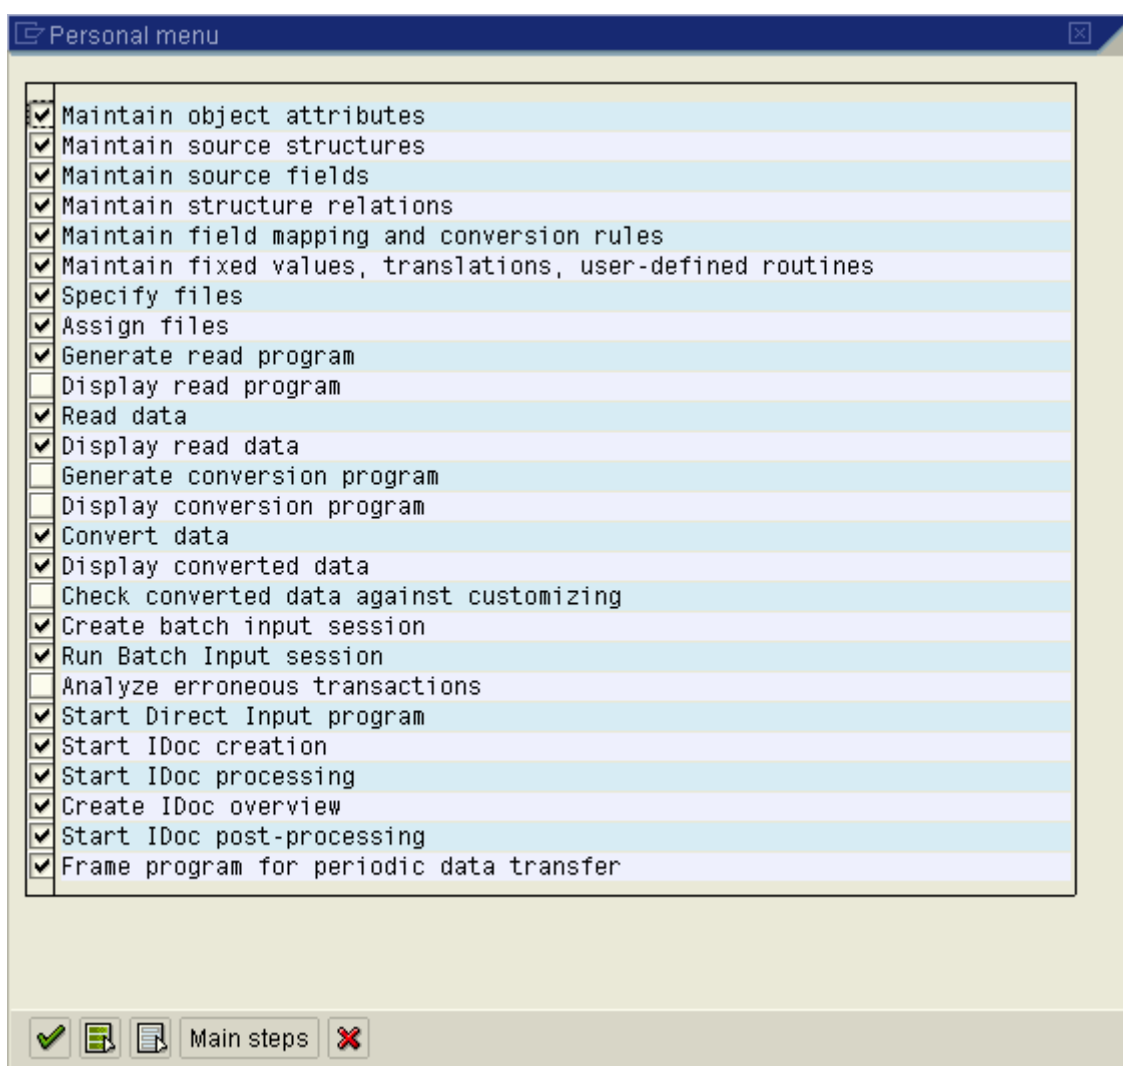 Personal menu
Maintain object attributes
Maintain source structures
Maintain source fields
Maintain structure relations
Maintain field mapping and conversion rules
Maintain fixed values, translations, user-defined routines
Specify files
Assign files
Generate read program
Display read program
Read data
Display read data
Generate conversion program
Display conversion program
Convert data
Display converted data
Check converted data against customizing
Create batch input session
Run Batch Input session
Analyze erroneous transactions
Start Direct Input program
Start IDoc creation
Start IDoc processing
Create IDoc overview
Start IDoc post-processing
Frame program for periodic data transfer
Main steps